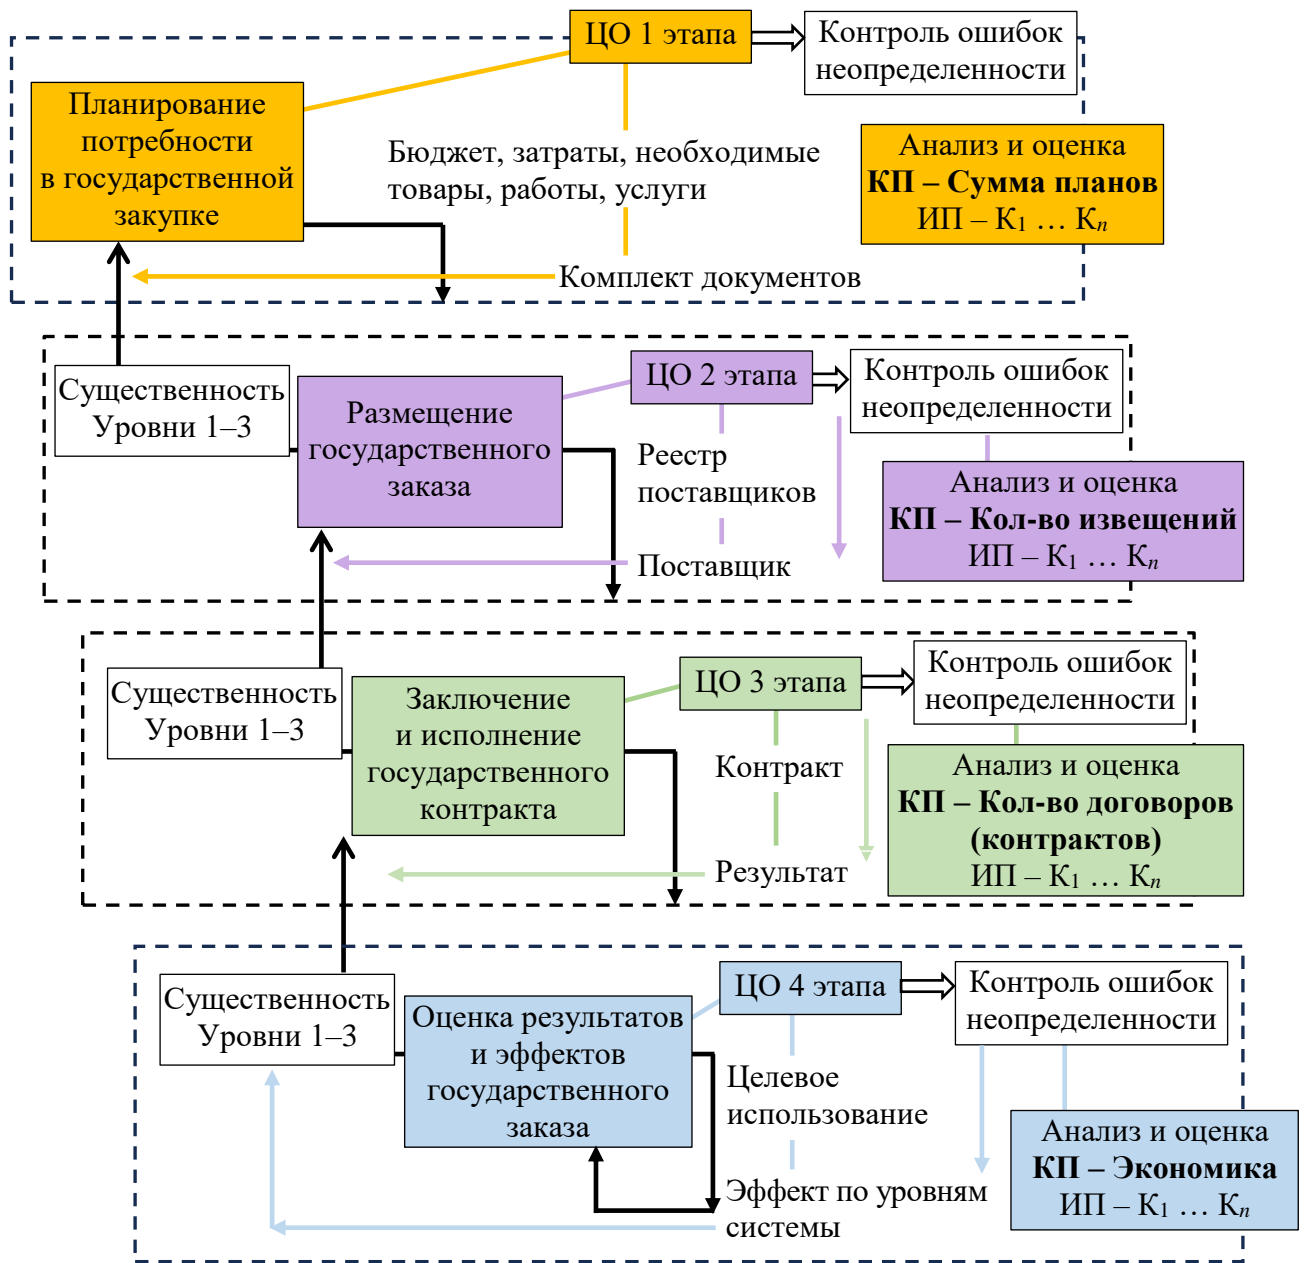 ЦО 1 этапа
Контроль ошибок
неопределенности
Планирование
потребности
в государственной
закупке
Бюджет, затраты, необходимые
товары, работы, услуги
Анализ и оценка
КП – Сумма планов
ИП – К1 … Кn
Комплект документов
Существенность
Уровни 1–3
Размещение
государственного
заказа
ЦО 2 этапа
Контроль ошибок
неопределенности
Реестр
поставщиков
Анализ и оценка
КП – Кол-во извещений
ИП – К1 … Кn
Поставщик
Существенность
Уровни 1–3
Заключение
и исполнение
государственного
контракта
ЦО 3 этапа
Контроль ошибок
неопределенности
Контракт
Анализ и оценка
КП – Кол-во договоров
(контрактов)
ИП – К1 … Кn
Результат
Существенность
Уровни 1–3
Оценка результатов
и эффектов
государственного
заказа
ЦО 4 этапа
Контроль ошибок
неопределенности
Целевое
использование
Анализ и оценка
КП – Экономика
ИП – К1 … Кn
Эффект по уровням
системы